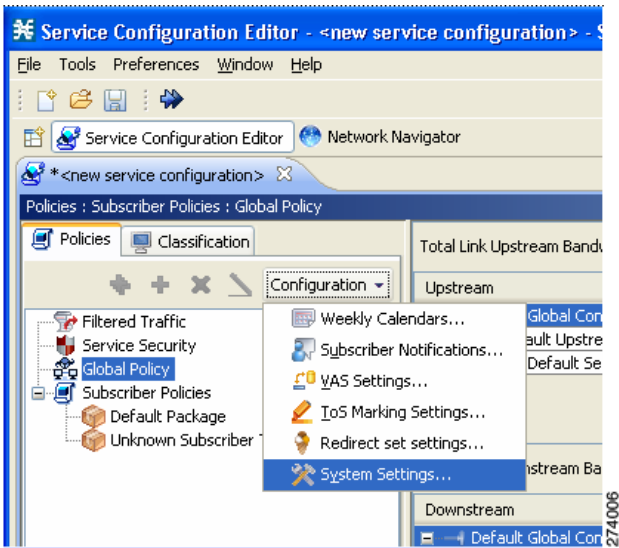 Service Configuration Editor - <new service configuration> - S
File Tools Preferences Window Help
Service Configuration Editor Network Navigator
*<new service configuration>
Policies : Subscriber Policies : Global Policy
Policies Classification
Total Link Upstream Bandw
Configuration
Upstream
Filtered Traffic
Service Security
Global Policy
Subscriber Policies
Default Package
Unknown Subscriber T
Weekly Calendars...
Subscriber Notifications...
VAS Settings...
ToS Marking Settings...
Redirect set settings...
System Settings...
Global Con
ault Upstre
Default Se
nstream Ba
Downstream
Default Global Con
274006